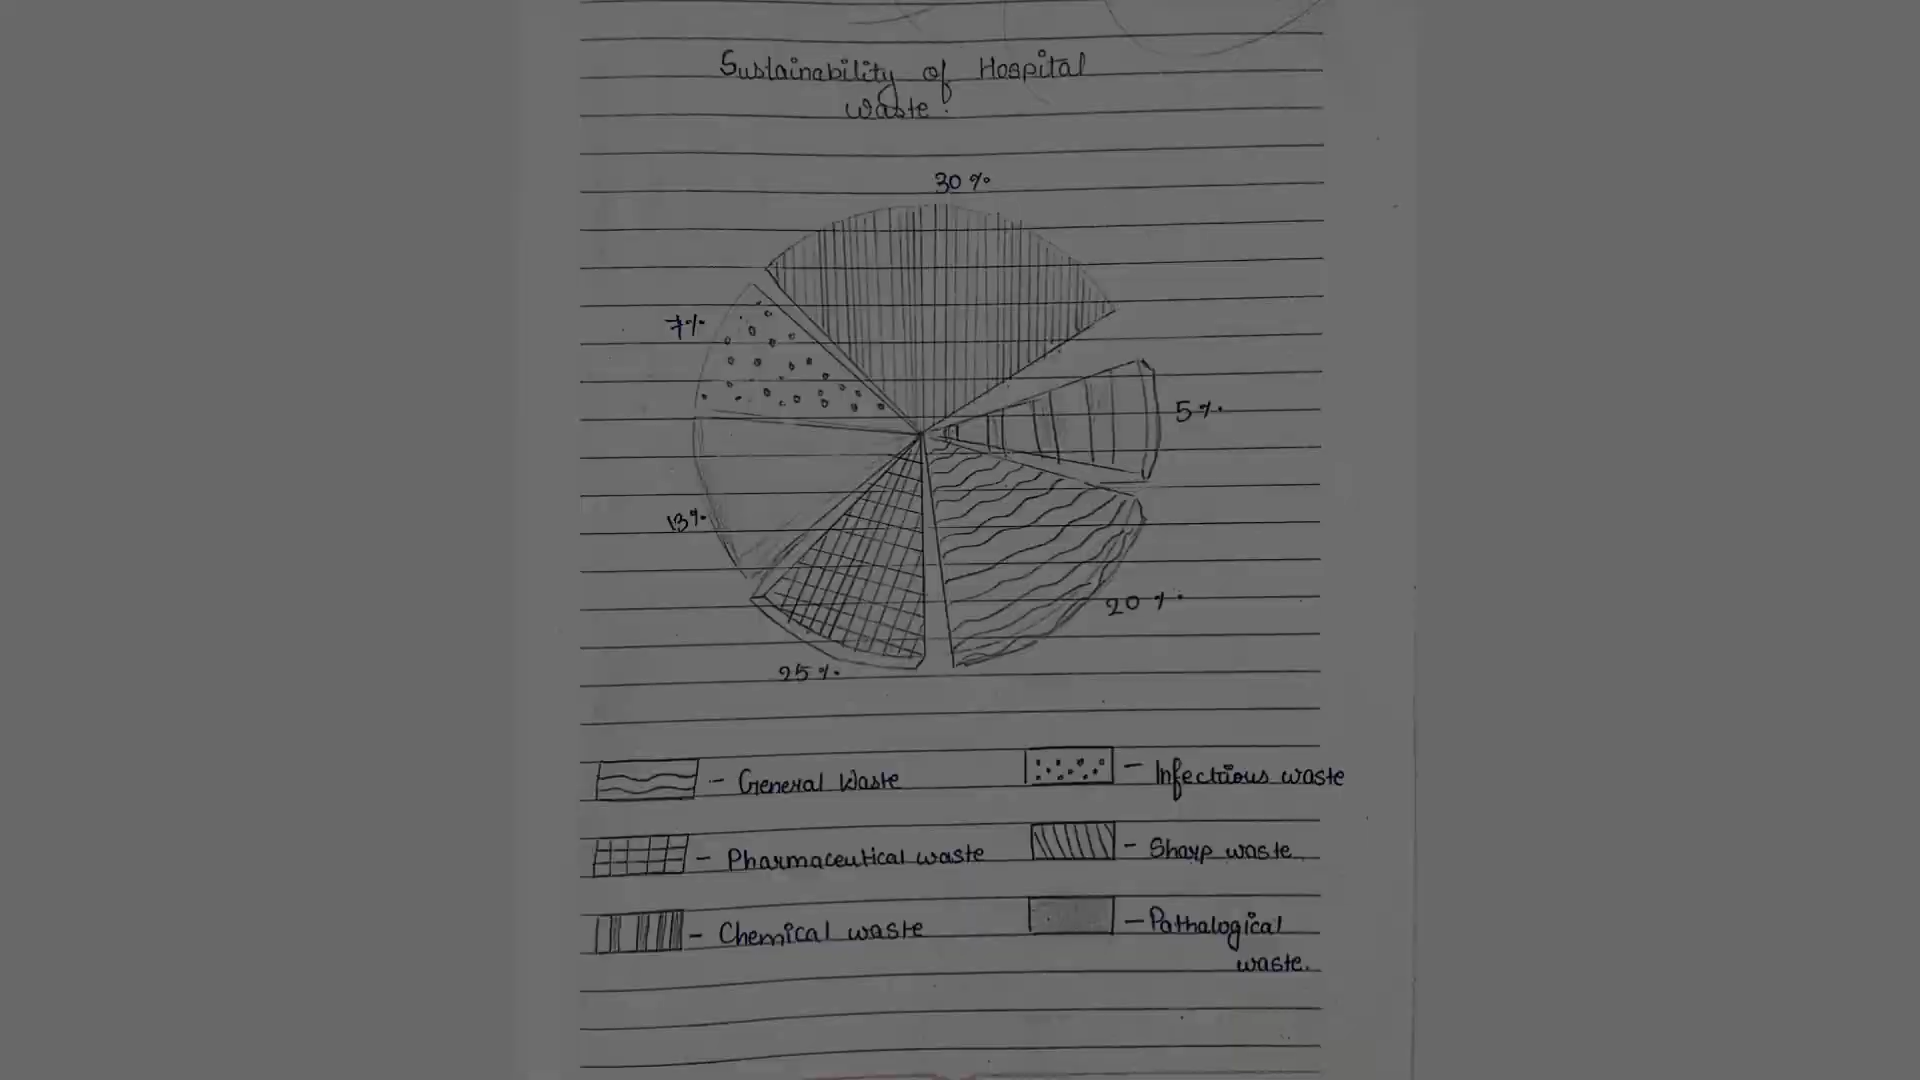 Sustainability of Hospital
waste.
30 %
7%
5%
13%
20 %
25 %
- General Waste
- Infectious waste
- Pharmaceutical waste
- Sharp waste
- Chemical waste
- Pathalogical
waste.